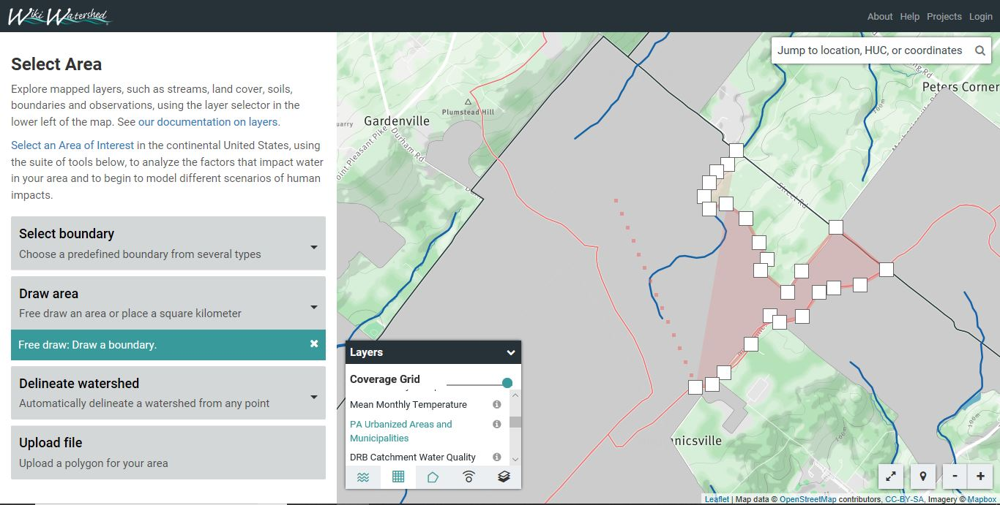 Wiki Watershed
About Help Projects Login
Select Area
Explore mapped layers, such as streams, land cover, soils,
boundaries and observations, using the layer selector in the
lower left of the map. See our documentation on layers.
Select an Area of Interest in the continental United States, using
the suite of tools below, to analyze the factors that impact water
in your area and to begin to model different scenarios of human
impacts.
Select boundary
Choose a predefined boundary from several types
Draw area
Free draw an area or place a square kilometer
Free draw: Draw a boundary.
Delineate watershed
Automatically delineate a watershed from any point
Upload file
Upload a polygon for your area
Jump to location, HUC, or coordinates
Peters Corner
100m
Plumstead Hill
Gardenville
uarry
oint Pleasant Pike
Durham Rd
Street Rd
Layers
Coverage Grid
Mean Monthly Temperature
PA Urbanized Areas and
Municipalities
DRB Catchment Water Quality
nicsville
100m
100m
- +
Leaflet | Map data © OpenStreetMap contributors, CC-BY-SA, Imagery © Mapbox